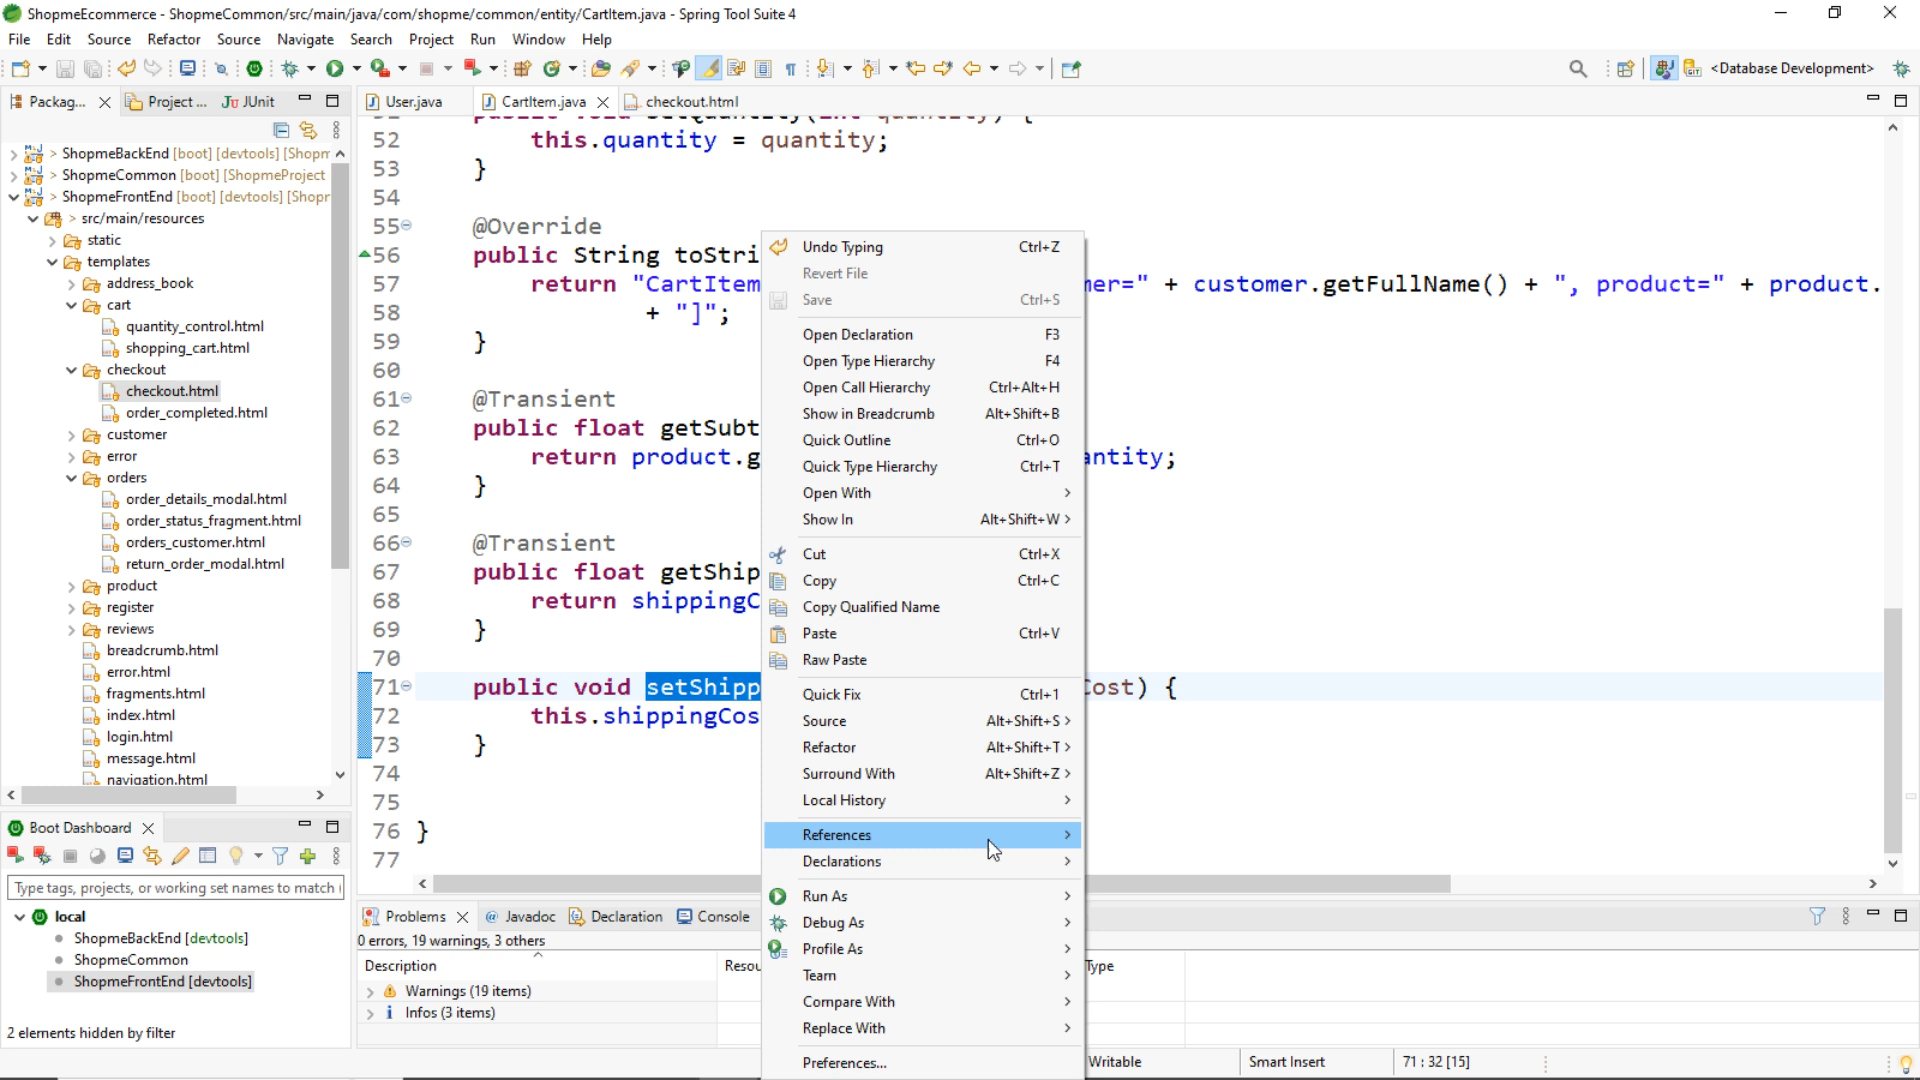 ShopmeEcommerce - ShopmeCommon/src/main/java/com/shopme/common/entity/CartItem.java - Spring Tool Suite 4
File Edit Source Refactor Source Navigate Search Project Run Window Help
<Database Development>
Packag... Project ... JUnit
User.java CartItem.java checkout.html
> ShopmeBackEnd [boot] [devtools] [Shopm
> ShopmeCommon [boot] [ShopmeProject
> ShopmeFrontEnd [boot] [devtools] [Shopr
> src/main/resources
static
templates
address_book
cart
quantity_control.html
shopping_cart.html
checkout
checkout.html
order_completed.html
customer
error
orders
order_details_modal.html
order_status_fragment.html
orders_customer.html
return_order_modal.html
product
register
reviews
breadcrumb.html
error.html
fragments.html
index.html
login.html
message.html
navigation.html
Boot Dashboard
Type tags, projects, or working set names to match (
local
ShopmeBackEnd [devtools]
ShopmeCommon
ShopmeFrontEnd [devtools]
2 elements hidden by filter
52 this.quantity = quantity;
53 }
54
55 @Override
56 public String toStri
57 return "CartItem mer=" + customer.getFullName() + ", product=" + product.
58 + "]";
59 }
60
61 @Transient
62 public float getSubt
63 return product.g antity;
64 }
65
66 @Transient
67 public float getShip
68 return shippingC
69 }
70
71 public void setShipp Cost) {
72 this.shippingCos
73 }
74
75
76 }
77
Undo Typing Ctrl+Z
Revert File
Save Ctrl+S
Open Declaration F3
Open Type Hierarchy F4
Open Call Hierarchy Ctrl+Alt+H
Show in Breadcrumb Alt+Shift+B
Quick Outline Ctrl+O
Quick Type Hierarchy Ctrl+T
Open With >
Show In Alt+Shift+W >
Cut Ctrl+X
Copy Ctrl+C
Copy Qualified Name
Paste Ctrl+V
Raw Paste
Quick Fix Ctrl+1
Source Alt+Shift+S >
Refactor Alt+Shift+T >
Surround With Alt+Shift+Z >
Local History >
References >
Declarations >
Run As >
Debug As >
Profile As >
Team >
Compare With >
Replace With >
Preferences...
Problems Javadoc Declaration Console
0 errors, 19 warnings, 3 others
Description Resou Type
Warnings (19 items)
Infos (3 items)
Writable Smart Insert 71 : 32 [15]